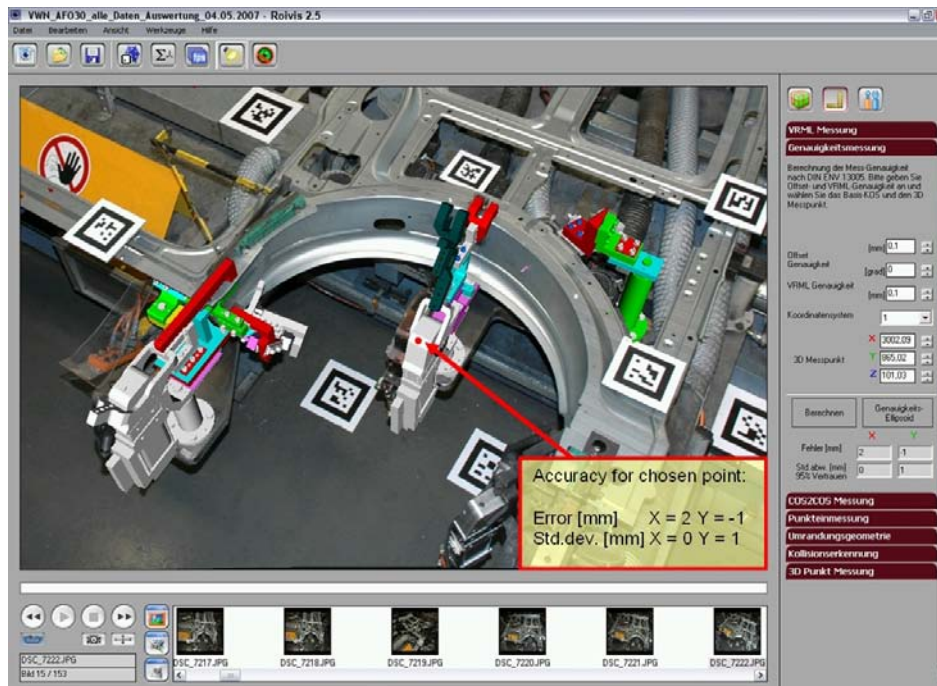 VWN_AFO30_alle_Daten_Auswertung_04.05.2007 - Roivis 2.5
Datei Bearbeiten Ansicht Werkzeuge Hilfe
VRML Messung
Genauigkeitsmessung
Berechnung der Mess-Genauigkeit
nach DIN ENV 13005. Bitte geben Sie
Offset- und VRML-Genauigkeit an und
wählen Sie das Basis-KOS und den 3D
Messpunkt.
[mm] 0,1
Offset
Genauigkeit
[grad] 0
VRML Genauigkeit
[mm] 0,1
Koordinatensystem 1
X 3002,09
3D Messpunkt Y 865,02
Z 101,03
Berechnen Genauigkeits-
Ellipsoid
X Y
Fehler [mm] 2 -1
Std.abw. [mm] 0 1
95% Vertrauen
COS2COS Messung
Punkteinmessung
Umrandungsgeometrie
Kollisionserkennung
3D Punkt Messung
Accuracy for chosen point:
Error [mm] X = 2 Y = -1
Std.dev. [mm] X = 0 Y = 1
DSC_7222.JPG
Bild 15 / 153
DSC_7217.JPG DSC_7218.JPG DSC_7219.JPG DSC_7220.JPG DSC_7221.JPG DSC_7222.JPG